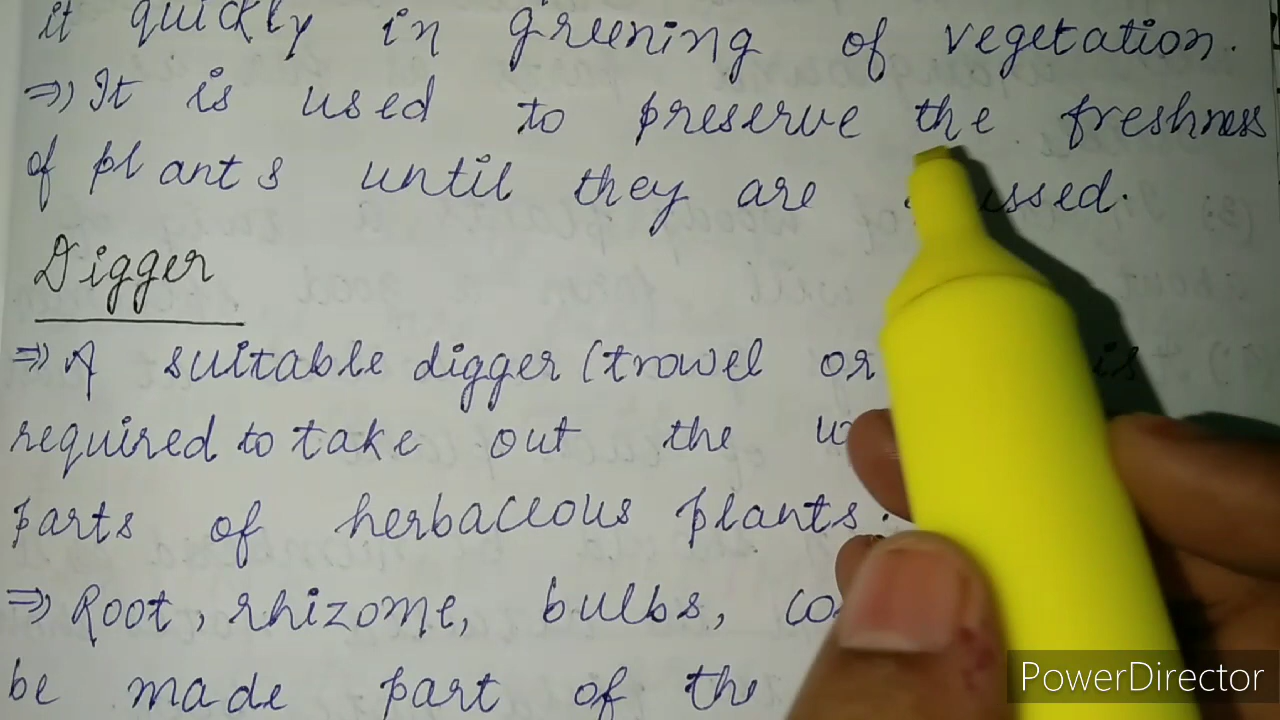 it quickly in greening of vegetation.
⇒ It is used to preserve the freshness
of plants until they are
Digger
⇒ A suitable digger (trowel or is
required to take out the
parts of herbaceous plants.
⇒ Root, rhizome, bulbs,
be made part of the
PowerDirector